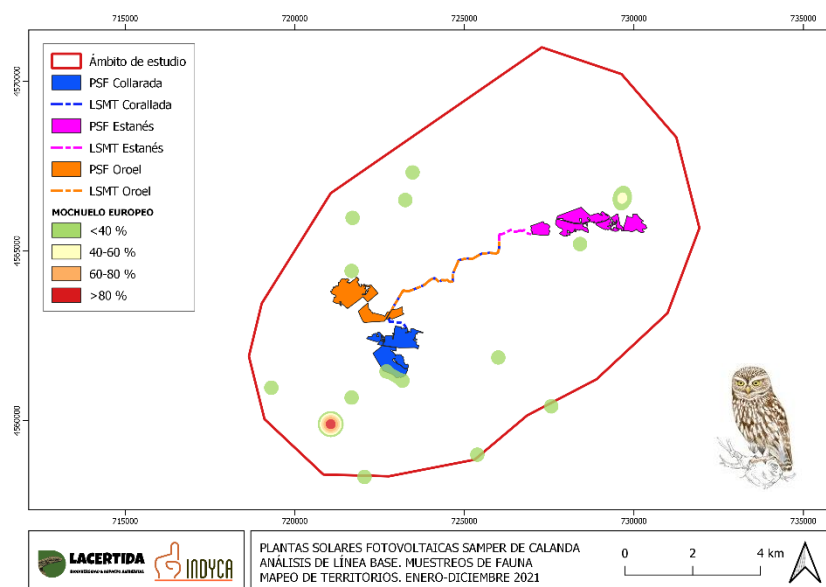 715000 720000 725000 730000 735000
4570000
4565000
4560000
Ámbito de estudio
PSF Collarada
LSMT Corallada
PSF Estanés
LSMT Estanés
PSF Oroel
LSMT Oroel
MOCHUELO EUROPEO
<40 %
40-60 %
60-80 %
>80 %
715000 720000 725000 730000 735000
LACERTIDA
INDYCA
PLANTAS SOLARES FOTOVOLTAICAS SAMPER DE CALANDA
ANÁLISIS DE LÍNEA BASE. MUESTREOS DE FAUNA
MAPEO DE TERRITORIOS. ENERO-DICIEMBRE 2021
0 2 4 km